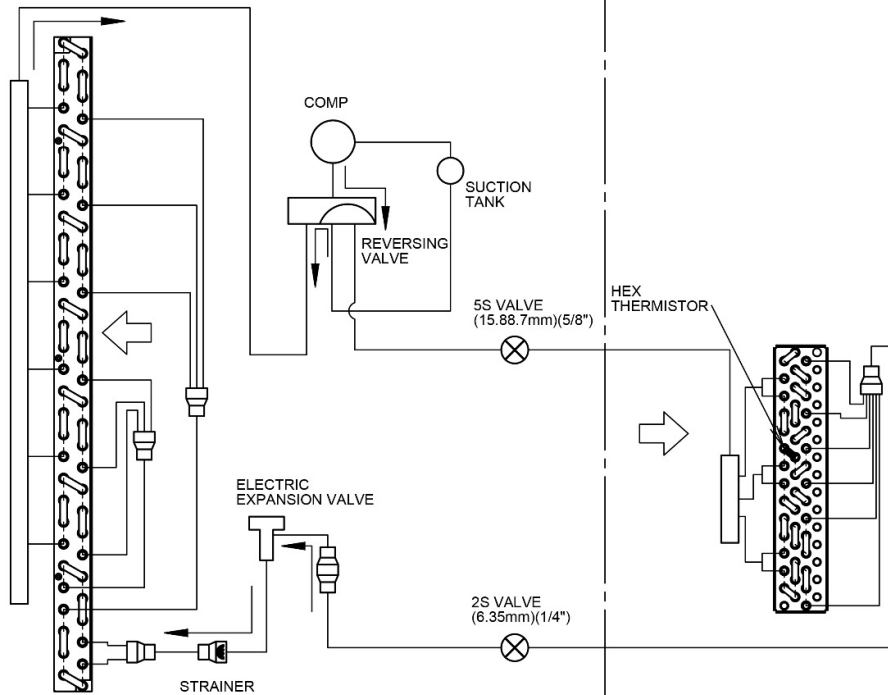 COMP
SUCTION
TANK
REVERSING
VALVE
5S VALVE
(15.88.7mm)(5/8")
HEX
THERMISTOR
ELECTRIC
EXPANSION VALVE
2S VALVE
(6.35mm)(1/4")
STRAINER